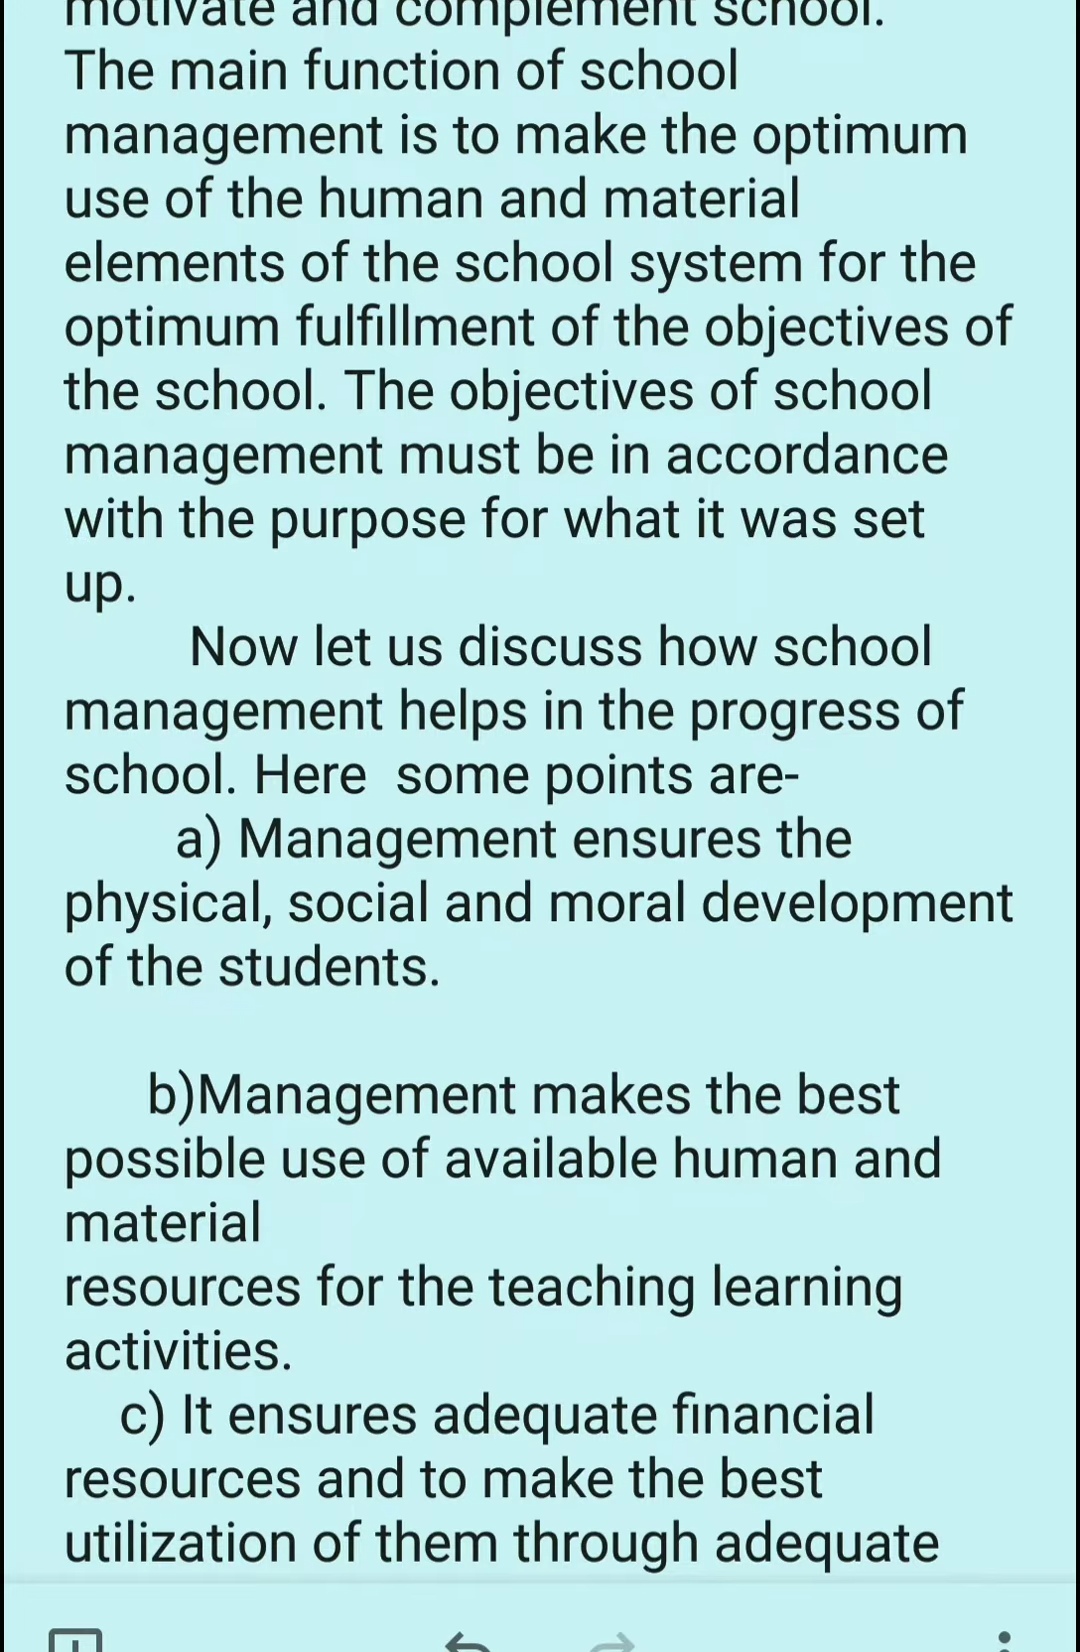 motivate and complement school.
The main function of school
management is to make the optimum
use of the human and material
elements of the school system for the
optimum fulfillment of the objectives of
the school. The objectives of school
management must be in accordance
with the purpose for what it was set
up.
Now let us discuss how school
management helps in the progress of
school. Here  some points are-
a) Management ensures the
physical, social and moral development
of the students.
b)Management makes the best
possible use of available human and
material
resources for the teaching learning
activities.
c) It ensures adequate financial
resources and to make the best
utilization of them through adequate